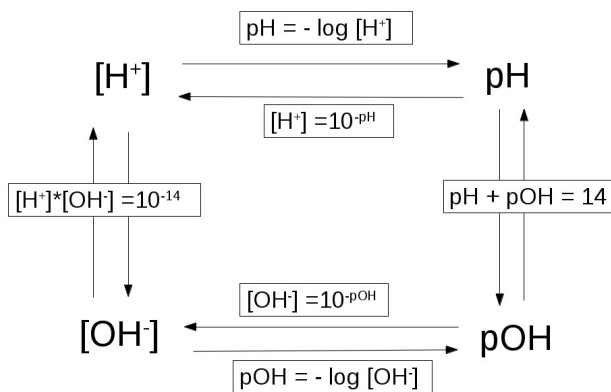 pH = - log [H⁺]
[H⁺]
pH
[H⁺] =10⁻ᵖᴴ
[H⁺]*[OH⁻] =10⁻¹⁴
pH + pOH = 14
[OH⁻] =10⁻ᵖᴼᴴ
[OH⁻]
pOH
pOH = - log [OH⁻]